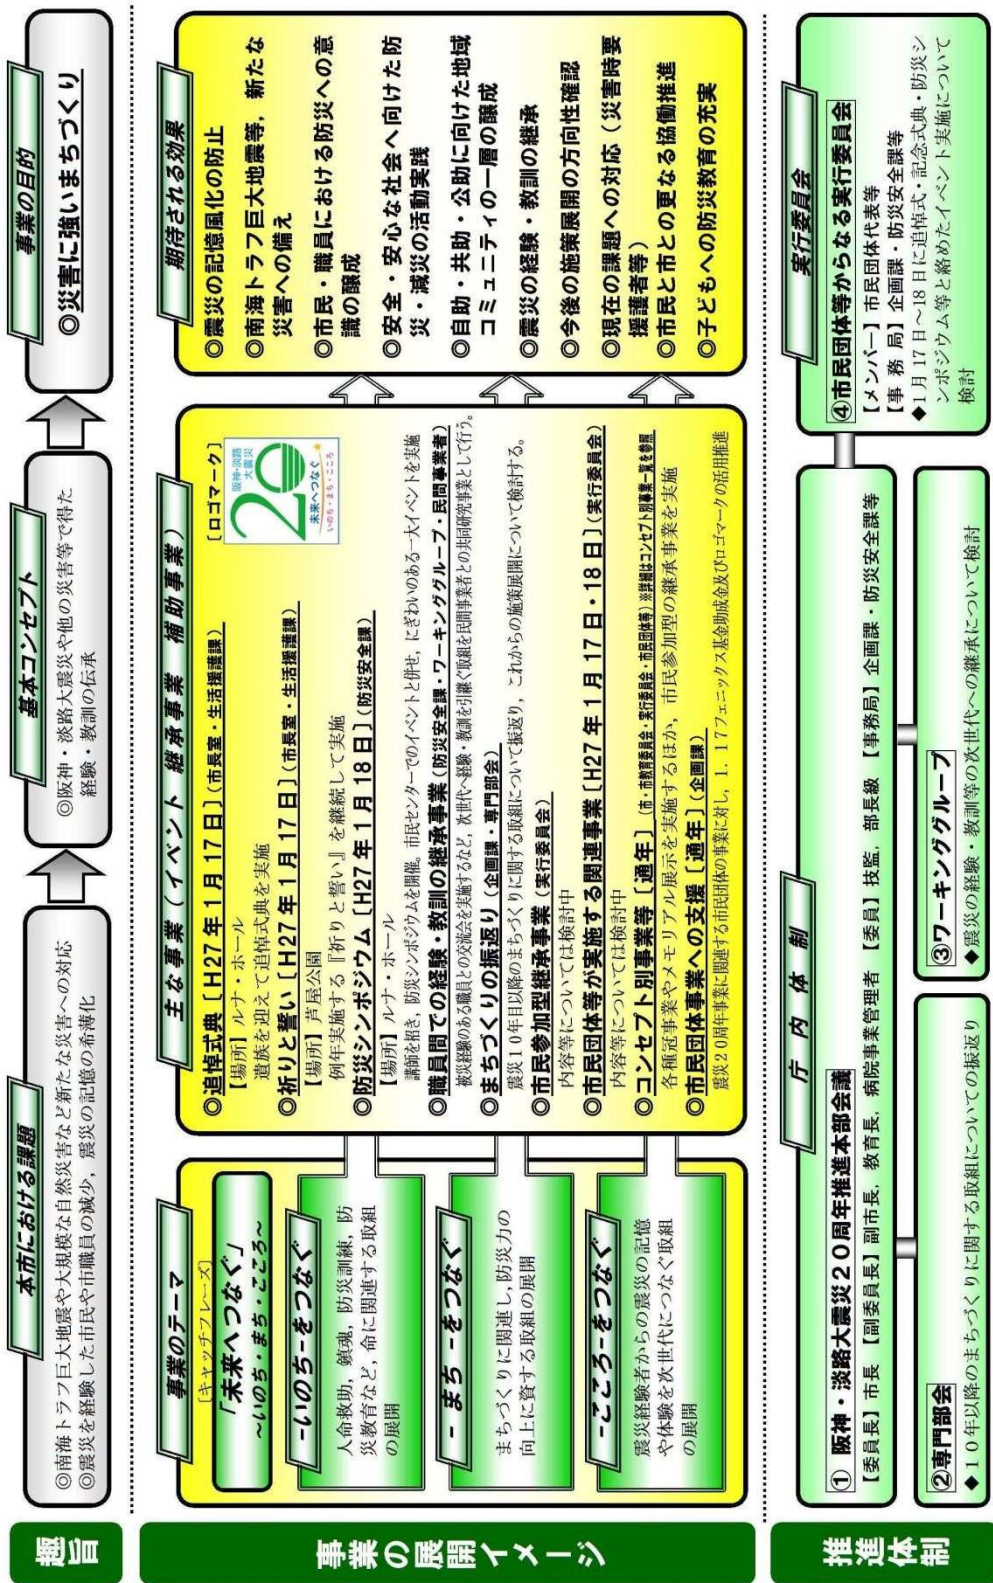 趣旨
本市における課題
◎南海トラフ巨大地震や大規模な自然災害など新たな災害への対応
◎震災を経験した市民や市職員の減少，震災の記憶の希薄化
基本コンセプト
◎阪神・淡路大震災や他の災害等で得た
経験・教訓の伝承
事業の目的
◎災害に強いまちづくり
事業の展開イメージ
事業のテーマ
［キャッチフレーズ］
「未来へつなぐ」
～いのち・まち・こころ～
-いのち-をつなぐ
人命救助，鎮魂，防災訓練，防
災教育など，命に関連する取組
の展開
- まち -をつなぐ
まちづくりに関連し，防災力の
向上に資する取組の展開
-こころ-をつなぐ
震災経験者からの震災の記憶
や体験を次世代につなぐ取組
の展開
主な事業（イベント 継承事業 補助事業）
［ロゴマーク］
阪神・淡路
大震災
20
未来へつなぐ
いのち・まち・こころ
◎追悼式典［H27年１月17日］（市長室・生活援護課）
【場所】ルナ・ホール
遺族を迎えて追悼式典を実施
◎祈りと誓い［H27年１月17日］（市長室・生活援護課）
【場所】芦屋公園
例年実施する『祈りと誓い』を継続して実施
◎防災シンポジウム［H27年１月18日］（防災安全課）
【場所】ルナ・ホール
講師を招き，防災シンポジウムを開催。市民センターでのイベントと併せ，にぎわいのある一大イベントを実施
◎職員間での経験・教訓の継承事業（防災安全課・ワーキンググループ・民間事業者）
被災経験のある職員との交流会を実施するなど，次世代へ経験・教訓を引継ぐ取組を民間事業者との共同研究事業として行う。
◎まちづくりの振返り（企画課・専門部会）
震災１０年目以降のまちづくりに関する取組について振返り，これからの施策展開について検討する。
◎市民参加型継承事業（実行委員会）
内容等については検討中
◎市民団体等が実施する関連事業［H27年１月17日・18日］（実行委員会）
内容等については検討中
◎コンセプト別事業等［通年］（市・市教育委員会・実行委員会・市民団体等）※詳細はコンセプト別事業一覧を参照
各種冠事業やメモリアル展示を実施するほか，市民参加型の継承事業を実施
◎市民団体事業への支援［通年］（企画課）
震災２０周年事業に関連する市民団体の事業に対し，１．１７フェニックス基金助成金及びロゴマークの活用推進
期待される効果
◎震災の記憶風化の防止
◎南海トラフ巨大地震等，新たな
災害への備え
◎市民・職員における防災への意
識の醸成
◎安全・安心な社会へ向けた防
災・減災の活動実践
◎自助・共助・公助に向けた地域
コミュニティの一層の醸成
◎震災の経験・教訓の継承
◎今後の施策展開の方向性確認
◎現在の課題への対応（災害時要
援護者等）
◎市民と市との更なる協働推進
◎子どもへの防災教育の充実
推進体制
庁内体制
① 阪神・淡路大震災２０周年推進本部会議
【委員長】市長 【副委員長】副市長，教育長，病院事業管理者 【委員】技監，部長級 【事務局】企画課・防災安全課等
②専門部会
◆１０年以降のまちづくりに関する取組についての振返り
③ワーキンググループ
◆震災の経験・教訓等の次世代への継承について検討
実行委員会
④市民団体等からなる実行委員会
【メンバー】市民団体代表等
【事 務 局】企画課・防災安全課等
◆1月17日～18日に追悼式・記念式典・防災シ
ンポジウム等と絡めたイベント実施について
検討